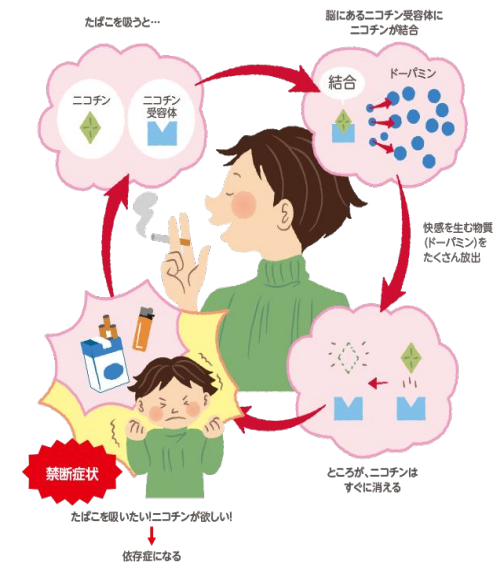 たばこを吸うと…
ニコチン
ニコチン
受容体
脳にあるニコチン受容体に
ニコチンが結合
結合
ドーパミン
快感を生む物質
(ドーパミン)を
たくさん放出
ところが、ニコチンは
すぐに消える
禁断症状
たばこを吸いたい!ニコチンが欲しい!
依存症になる